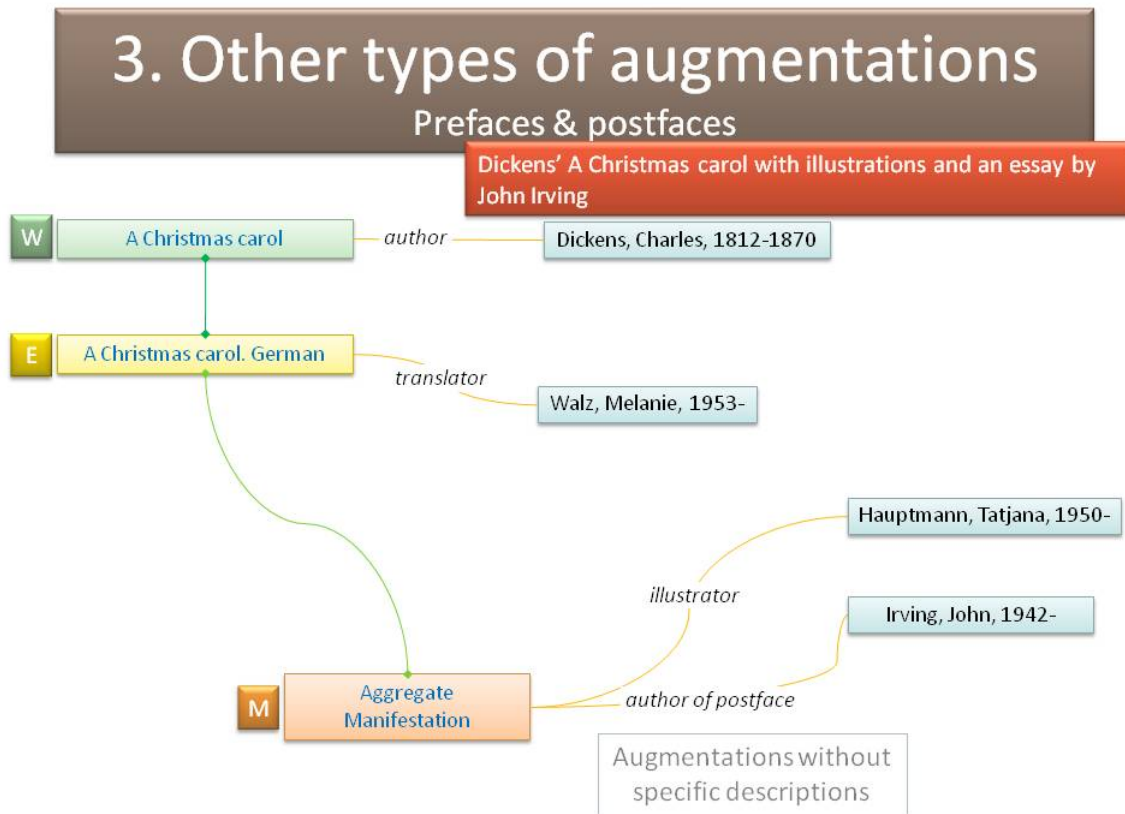 3. Other types of augmentations
Prefaces & postfaces
Dickens' A Christmas carol with illustrations and an essay by
John Irving
W
A Christmas carol
author
Dickens, Charles, 1812-1870
E
A Christmas carol. German
translator
Walz, Melanie, 1953-
Hauptmann, Tatjana, 1950-
illustrator
Irving, John, 1942-
M
Aggregate
Manifestation
author of postface
Augmentations without
specific descriptions